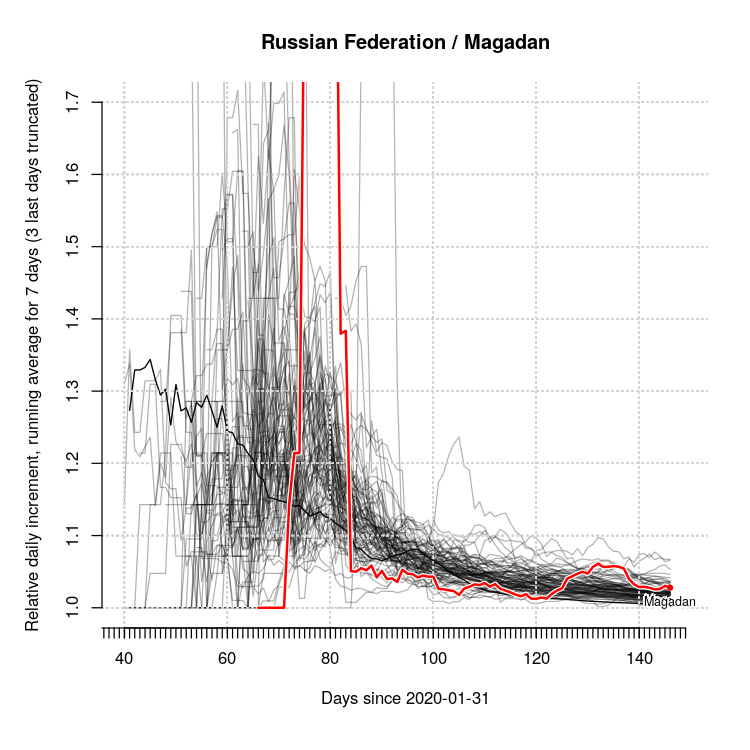 Russian Federation / Magadan
Relative daily increment, running average for 7 days (3 last days truncated)
1.7
1.6
1.5
1.4
1.3
1.2
1.1
1.0
Magadan
40 60 80 100 120 140
Days since 2020-01-31